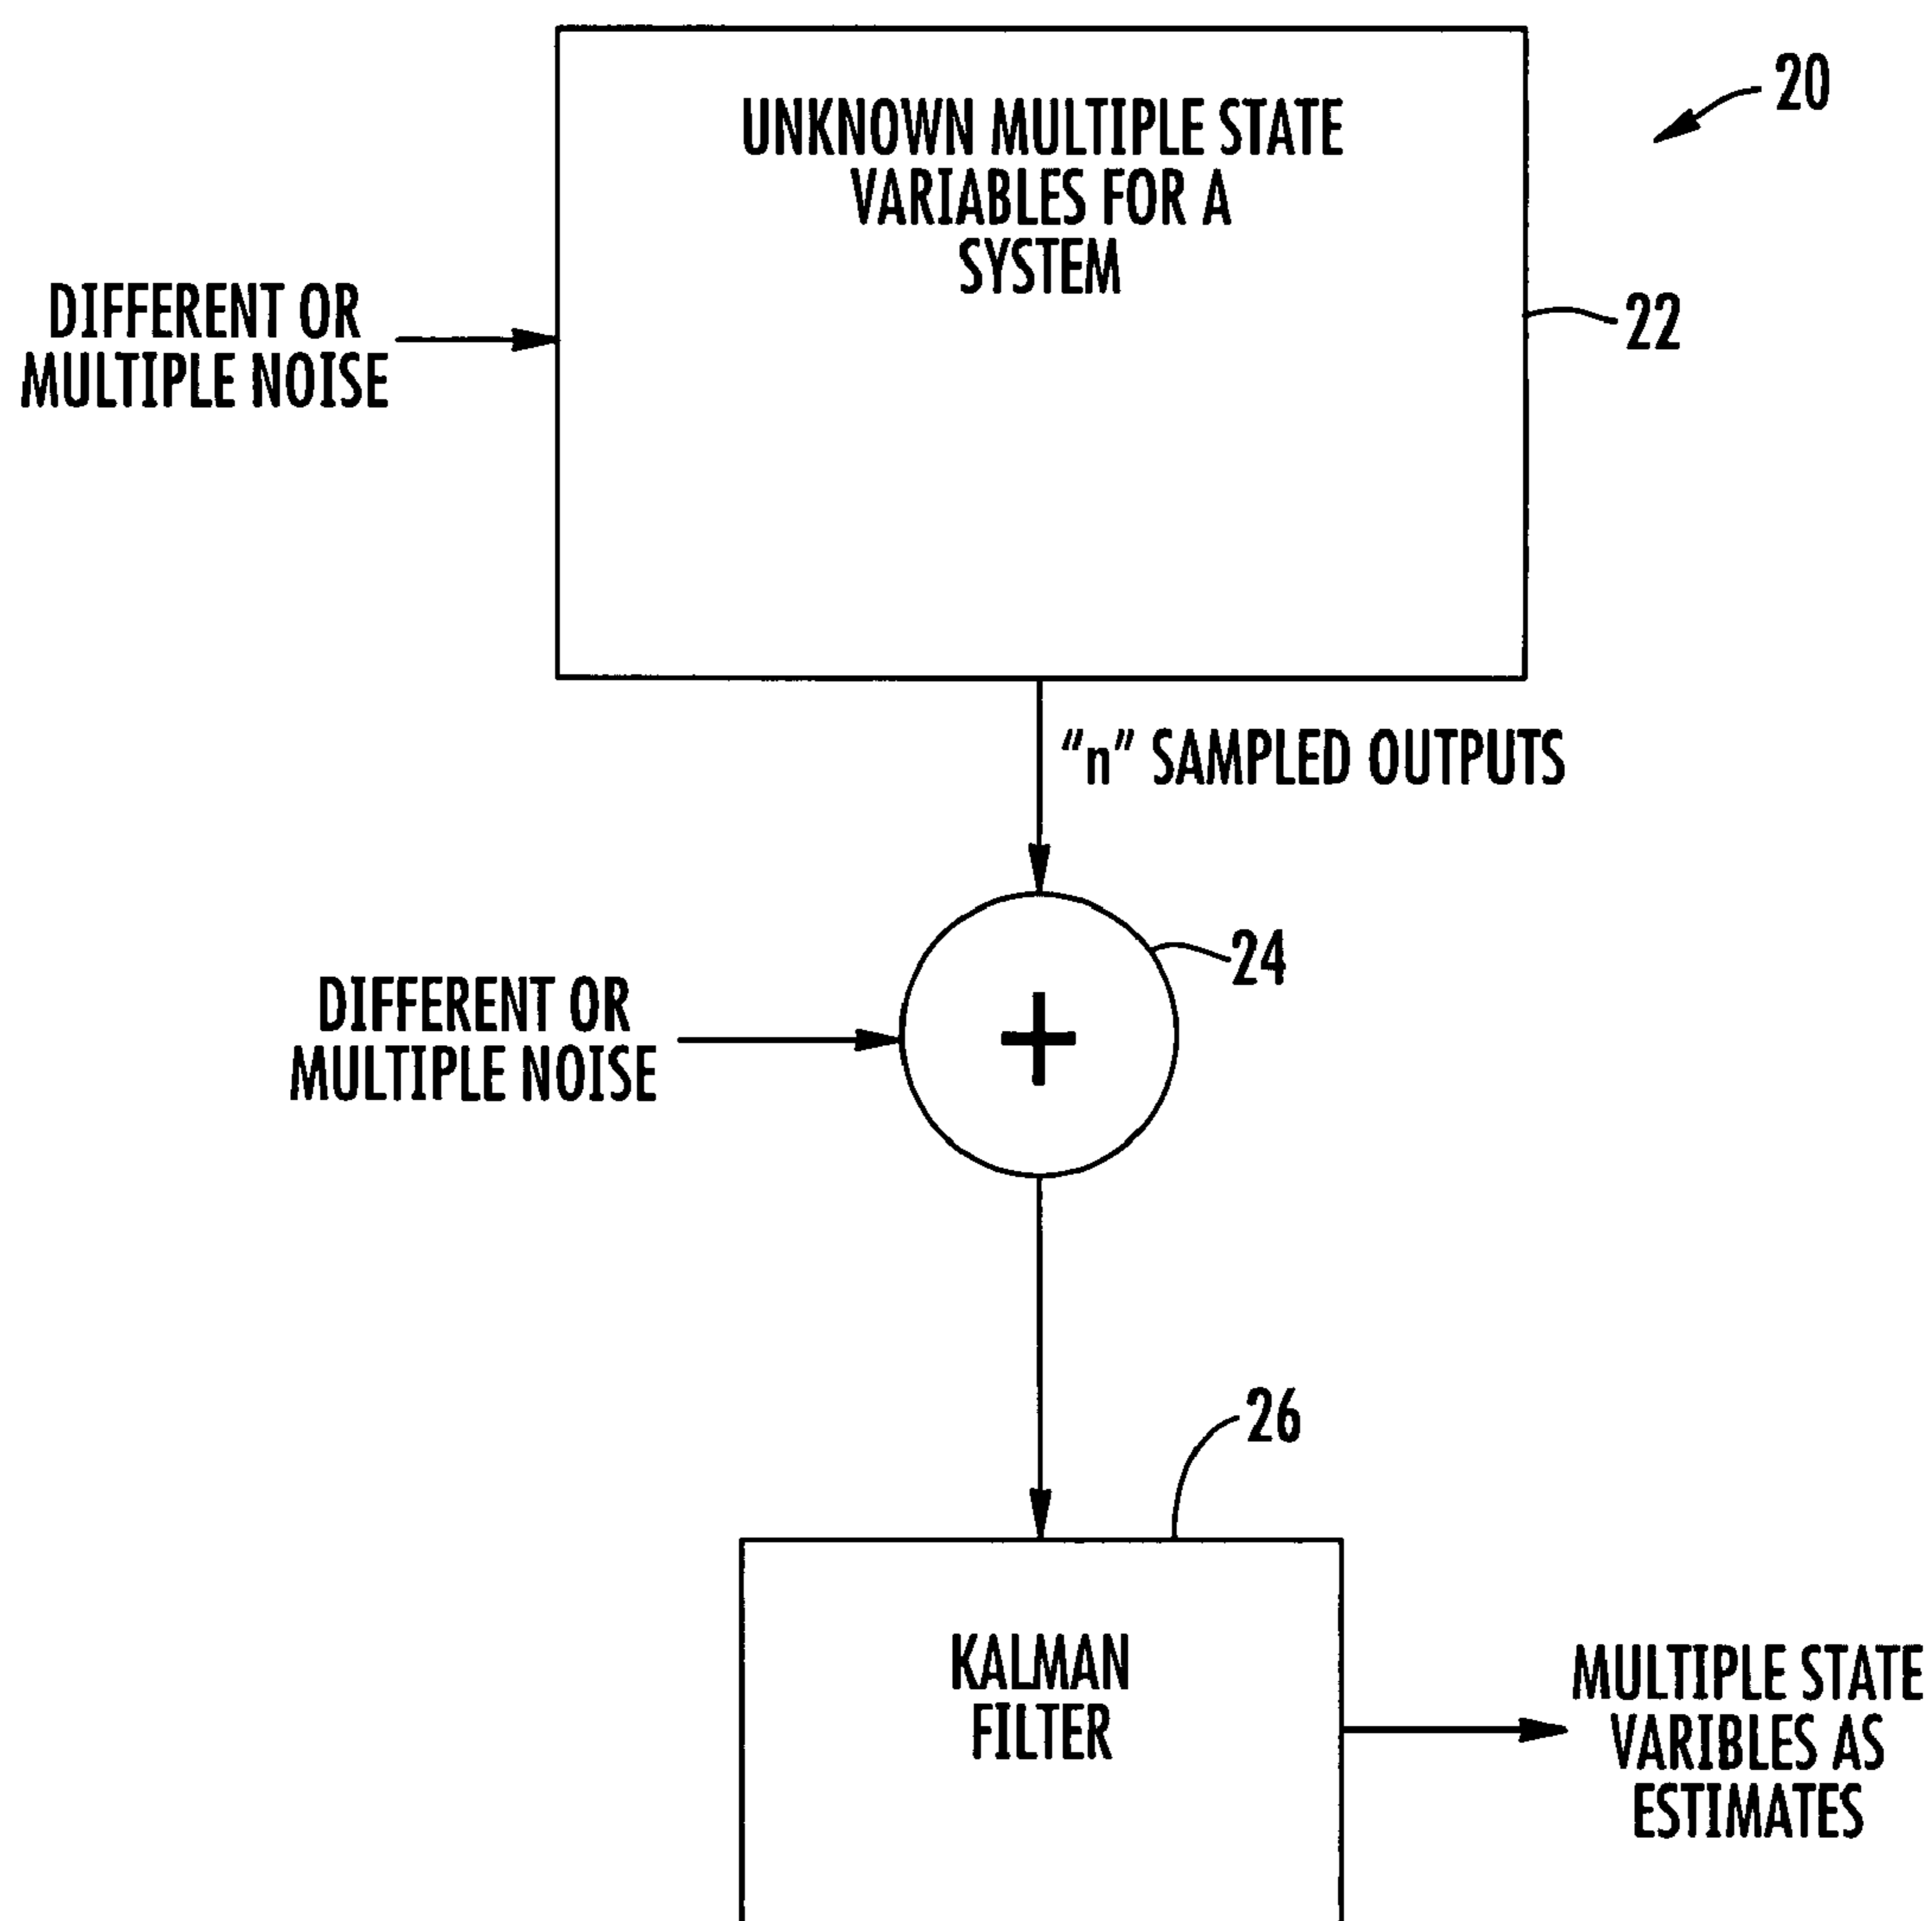 UNKNOWN MULTIPLE STATE
VARIABLES FOR A
SYSTEM
20
22
DIFFERENT OR
MULTIPLE NOISE
“n” SAMPLED OUTPUTS
24
DIFFERENT OR
MULTIPLE NOISE
+
26
KALMAN
FILTER
MULTIPLE STATE
VARIBLES AS
ESTIMATES